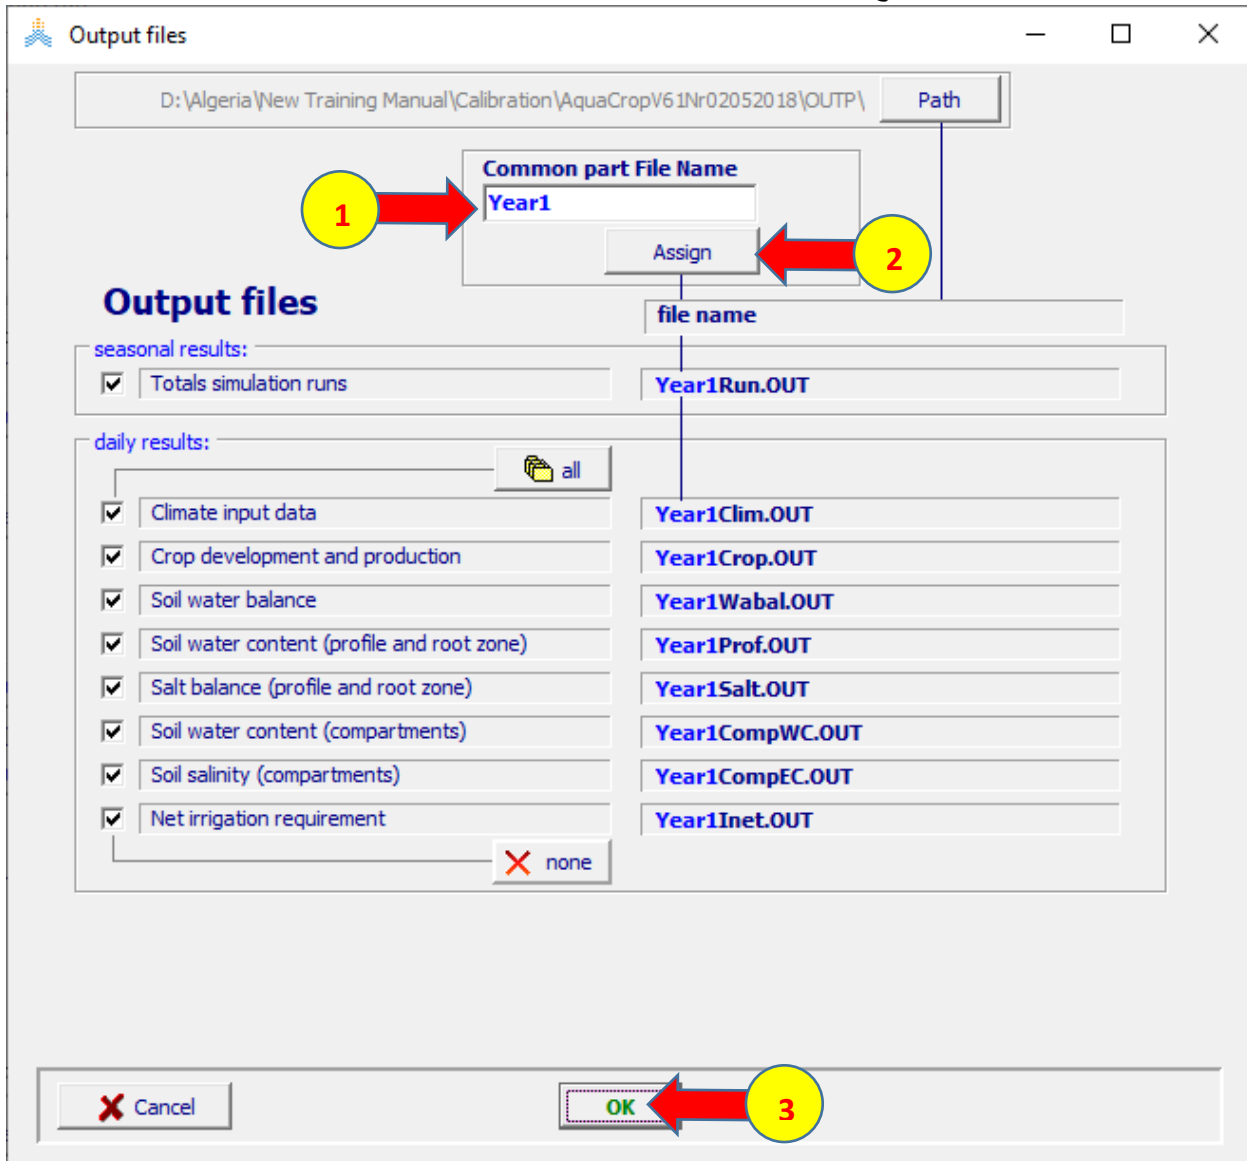 Output files
D:\Algeria\New Training Manual\Calibration\AquaCropV61Nr02052018\OUTP\ Path
Common part File Name
1 Year1
Assign 2
Output files
file name
seasonal results:
Totals simulation runs Year1Run.OUT
daily results:
all
Climate input data Year1Clim.OUT
Crop development and production Year1Crop.OUT
Soil water balance Year1Wabal.OUT
Soil water content (profile and root zone) Year1Prof.OUT
Salt balance (profile and root zone) Year1Salt.OUT
Soil water content (compartments) Year1CompWC.OUT
Soil salinity (compartments) Year1CompEC.OUT
Net irrigation requirement Year1Inet.OUT
none
Cancel OK 3